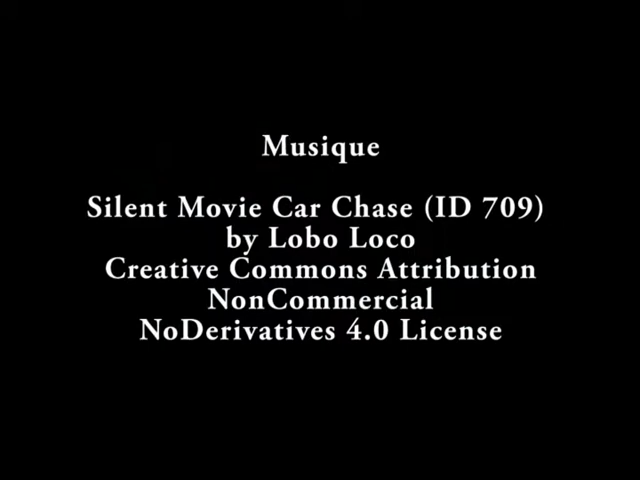 Musique
Silent Movie Car Chase (ID 709)
by Lobo Loco
Creative Commons Attribution
NonCommercial
NoDerivatives 4.0 License